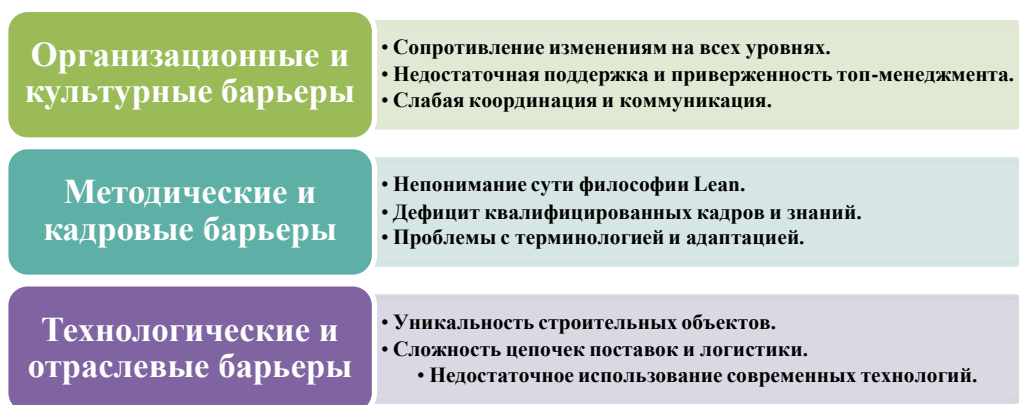 Организационные и
культурные барьеры
• Сопротивление изменениям на всех уровнях.
• Недостаточная поддержка и приверженность топ-менеджмента.
• Слабая координация и коммуникация.
Методические и
кадровые барьеры
• Непонимание сути философии Lean.
• Дефицит квалифицированных кадров и знаний.
• Проблемы с терминологией и адаптацией.
Технологические и
отраслевые барьеры
• Уникальность строительных объектов.
• Сложность цепочек поставок и логистики.
• Недостаточное использование современных технологий.